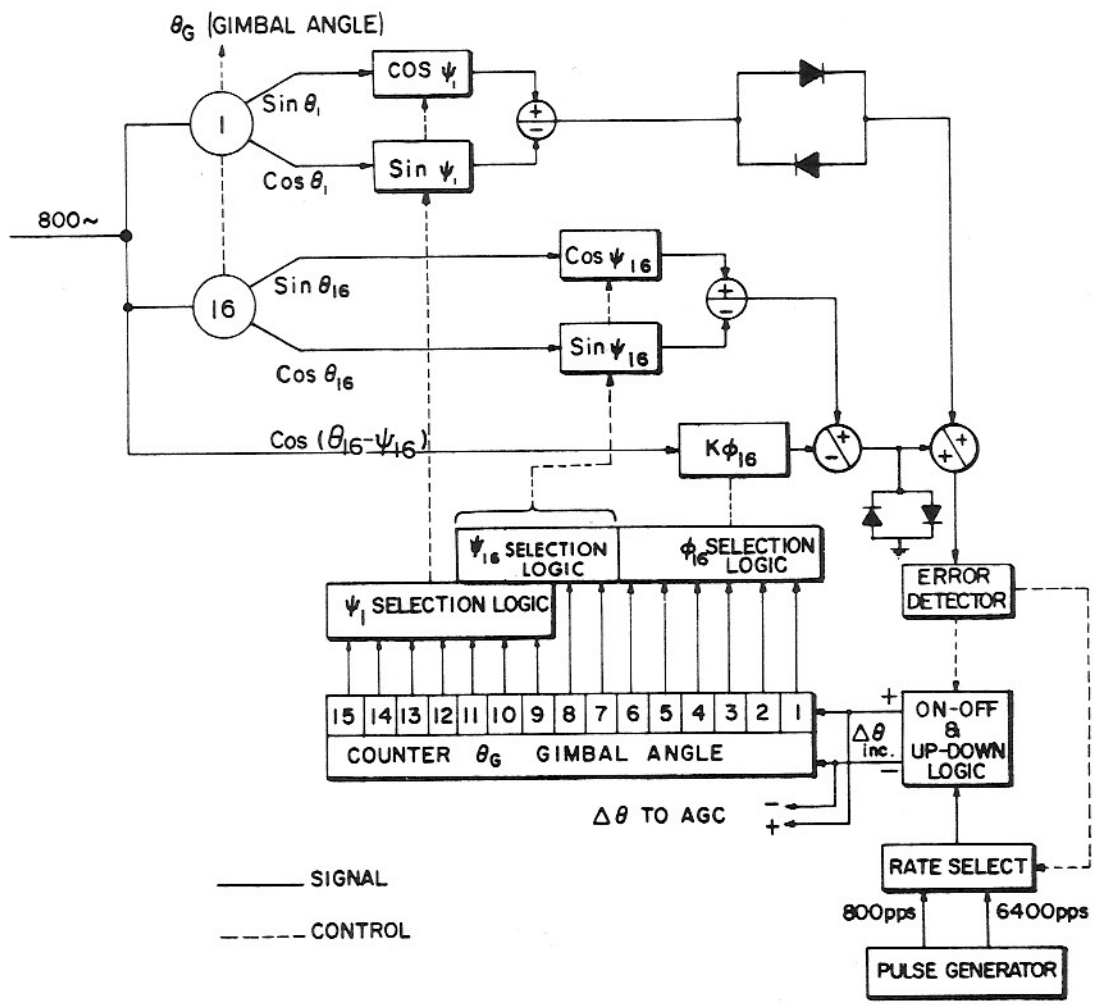 θG (GIMBAL ANGLE)
COS ψ1
Sin θ1
1
+
−
Sin ψ1
Cos θ1
800~
Cos ψ16
Sin θ16
16
+
−
Sin ψ16
Cos θ16
Cos (θ16-ψ16)
Kϕ16
+
−
+
+
ψ16 SELECTION
LOGIC
ϕ16 SELECTION
LOGIC
ERROR
DETECTOR
ψ1 SELECTION LOGIC
15 14 13 12 11 10 9 8 7 6 5 4 3 2 1
COUNTER θG GIMBAL ANGLE
+
Δθ
inc.
−
ON-OFF
&
UP-DOWN
LOGIC
Δθ TO AGC
−
+
RATE SELECT
800pps
6400pps
PULSE GENERATOR
SIGNAL
CONTROL